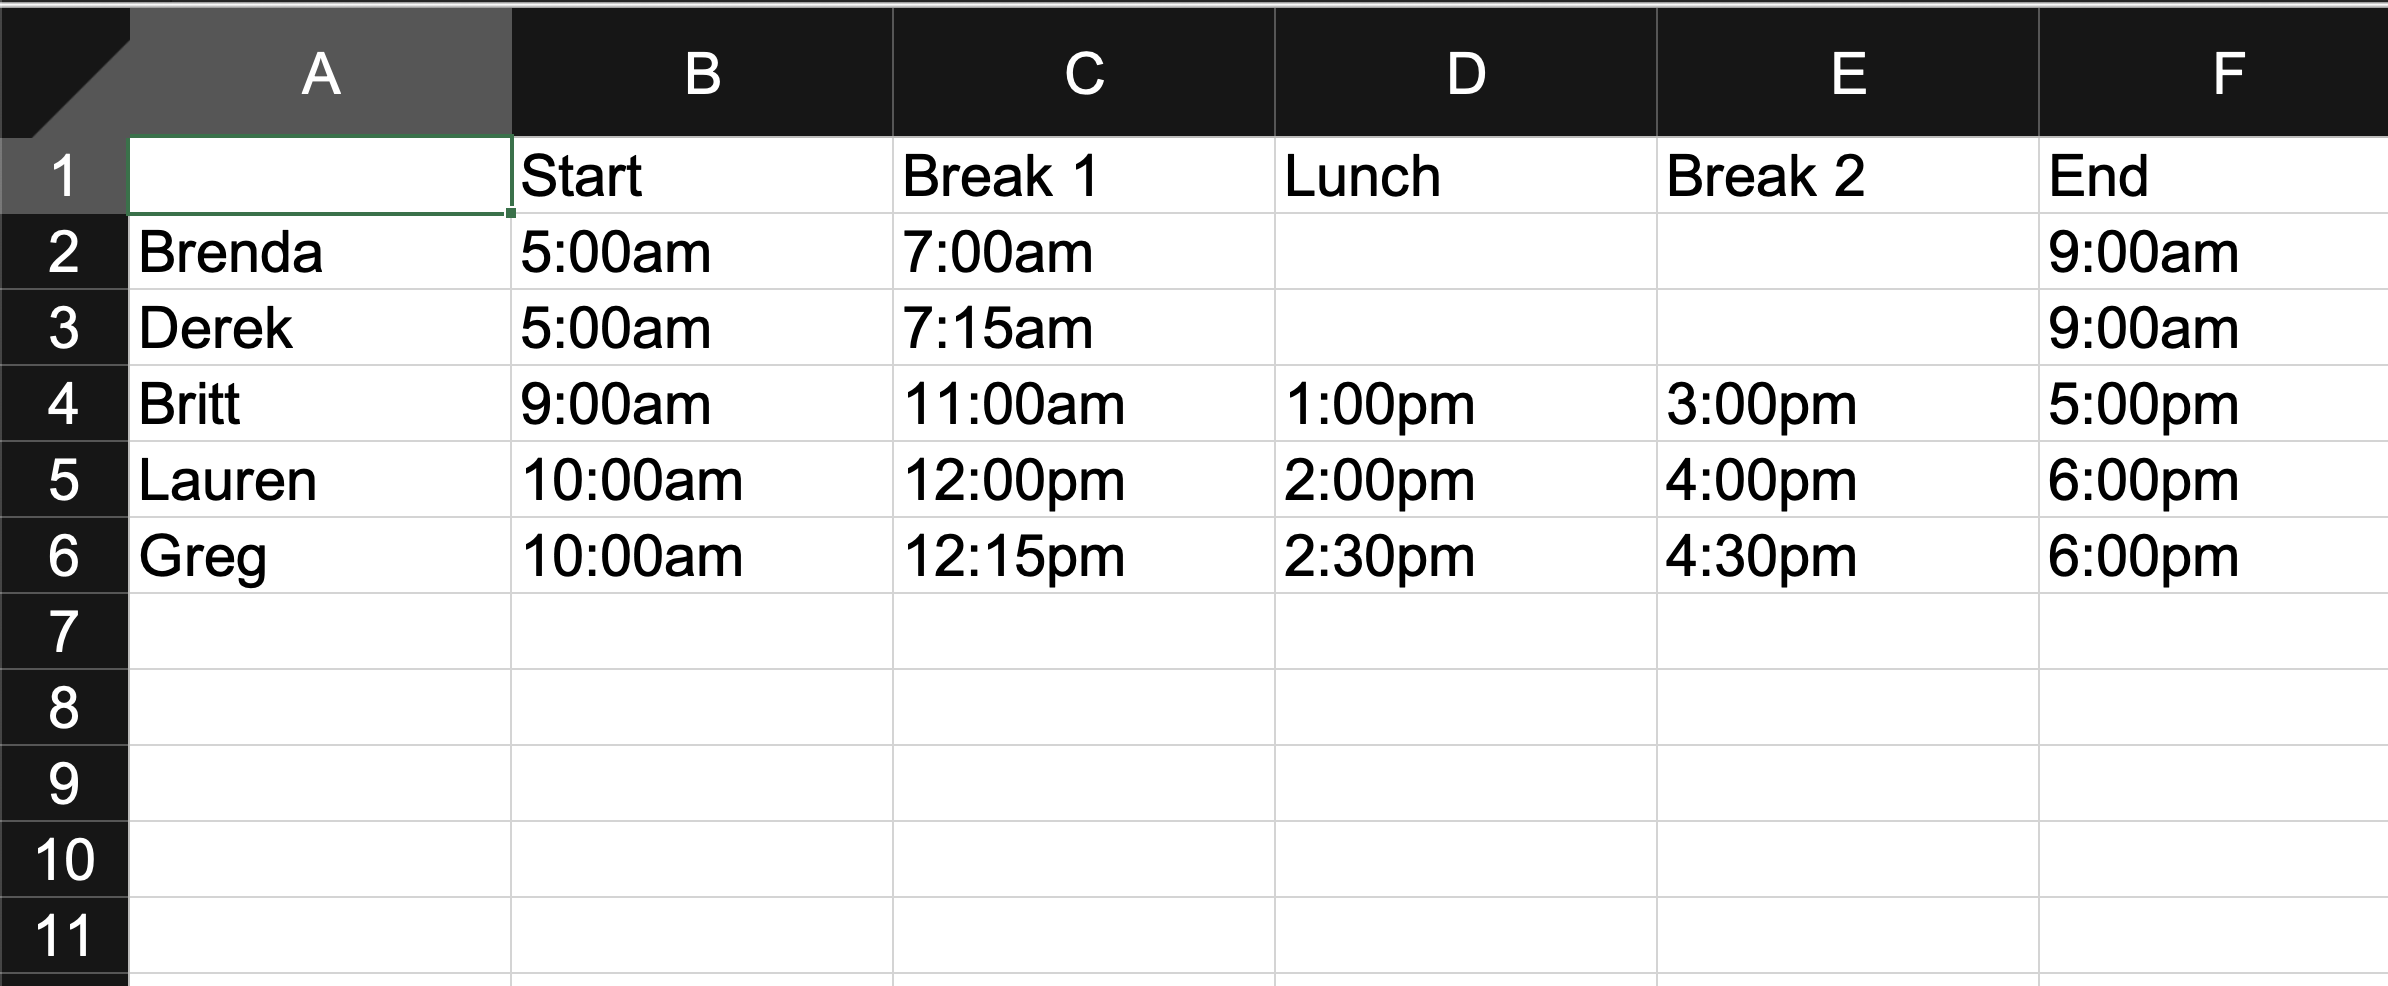 A B C D E F
1 Start Break 1 Lunch Break 2 End
2 Brenda 5:00am 7:00am 9:00am
3 Derek 5:00am 7:15am 9:00am
4 Britt 9:00am 11:00am 1:00pm 3:00pm 5:00pm
5 Lauren 10:00am 12:00pm 2:00pm 4:00pm 6:00pm
6 Greg 10:00am 12:15pm 2:30pm 4:30pm 6:00pm
7
8
9
10
11